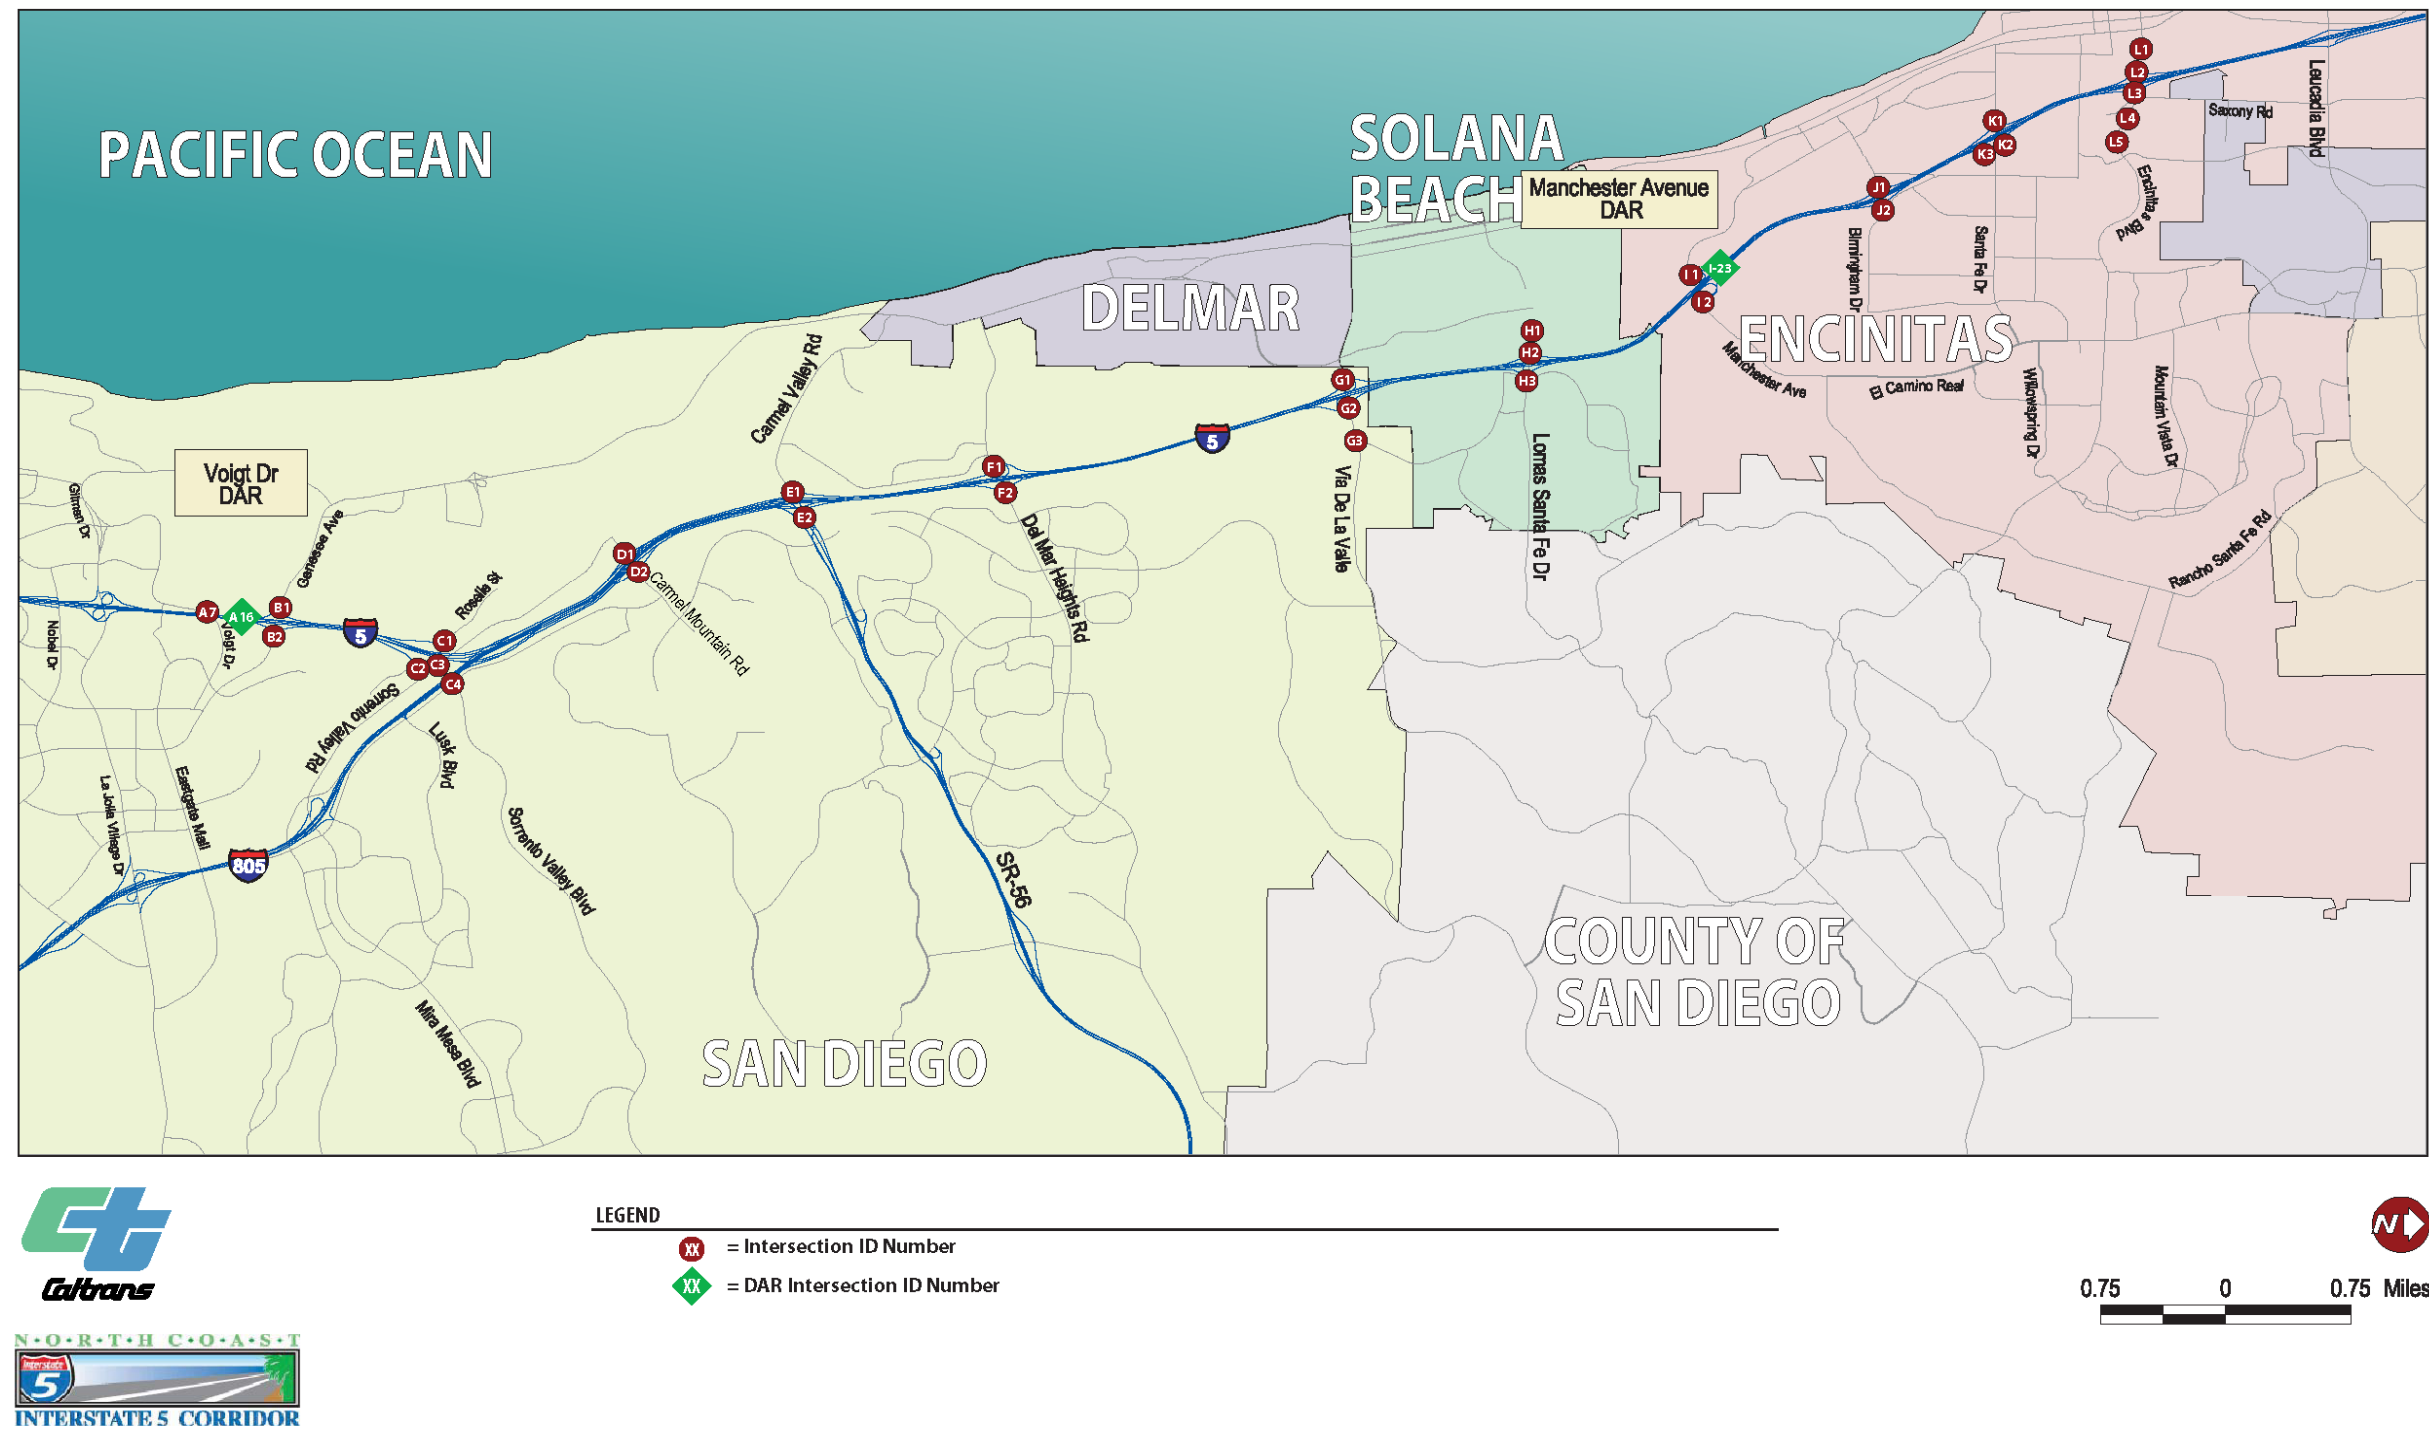 PACIFIC OCEAN
SOLANA
BEACH
Manchester Avenue
DAR
DELMAR
ENCINITAS
COUNTY OF
SAN DIEGO
SAN DIEGO
Voigt Dr
DAR
L1
L2
L3
L4
L5
K1
K2
K3
J1
J2
I 1
I-23
I 2
H1
H2
H3
G1
G2
G3
F1
F2
E1
E2
D1
D2
C1
C2
C3
C4
B1
B2
A7
A16
5
5
805
Leucadia Blvd
Saxony Rd
Encinitas Blvd
Birmingham Dr
Santa Fe Dr
Manchester Ave
El Camino Real
Willowspring Dr
Mountain Vista Dr
Rancho Santa Fe Rd
Lomas Santa Fe Dr
Via De La Valle
Carmel Valley Rd
Del Mar Heights Rd
Carmel Mountain Rd
Genesee Ave
Gilman Dr
Roselle St
Voigt Dr
Nobel Dr
Sorrento Valley Rd
Lusk Blvd
La Jolla Village Dr
Eastgate Mall
Sorrento Valley Blvd
Mira Mesa Blvd
SR-56
LEGEND
XX = Intersection ID Number
XX = DAR Intersection ID Number
N
0.75 0 0.75 Miles
Caltrans
N•O•R•T•H C•O•A•S•T
Interstate
5
INTERSTATE 5 CORRIDOR